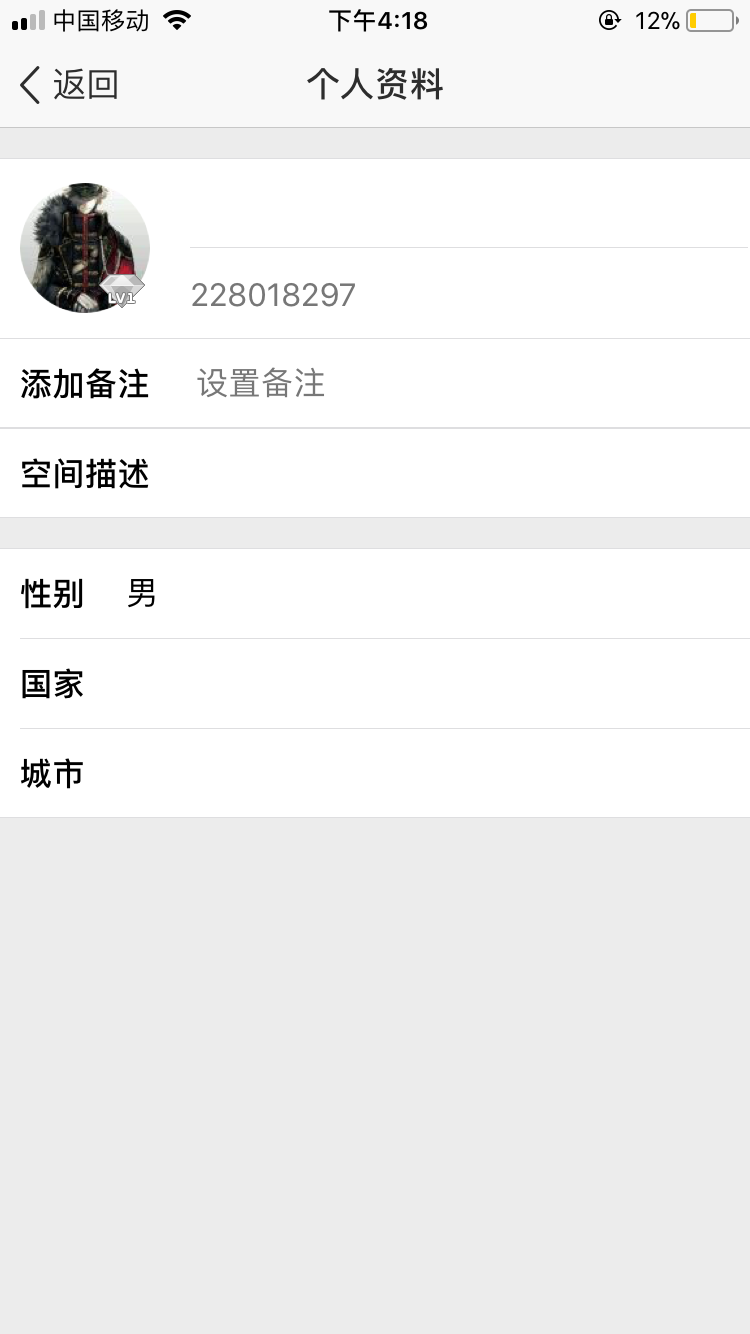 中国移动 下午4:18 12%
返回 个人资料
LV1
228018297
添加备注 设置备注
空间描述
性别 男
国家
城市